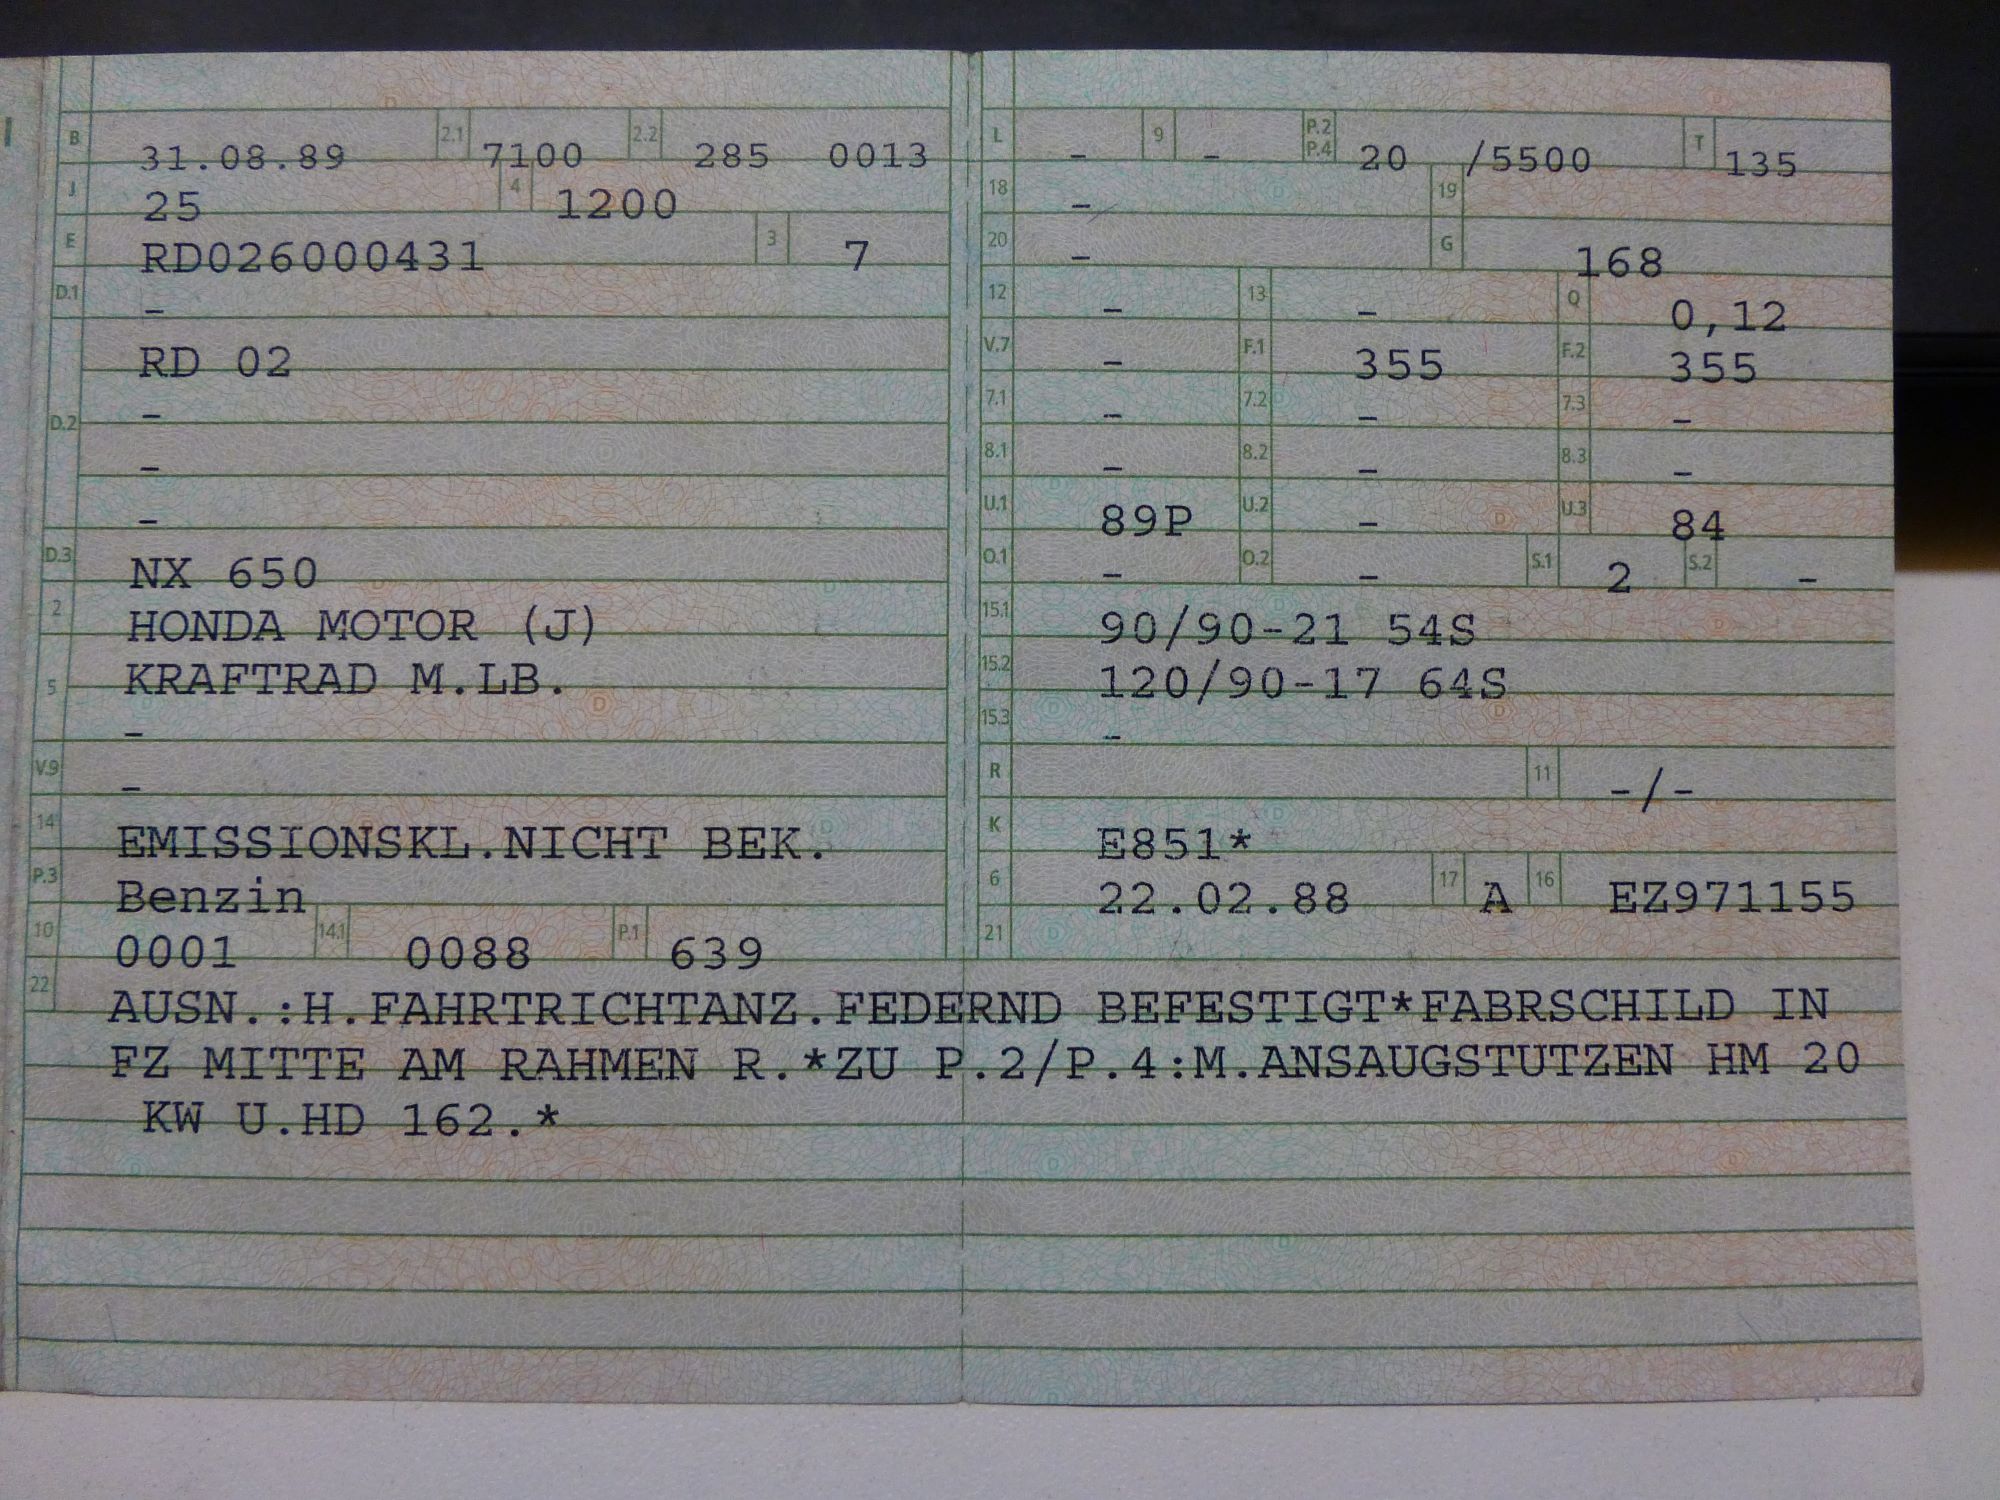 B 31.08.89 2.1 7100 2.2 285 0013
J 25 4 1200
E RD026000431 3 7
D.1 -
RD 02
D.2 -
-
-
D.3 NX 650
2 HONDA MOTOR (J)
5 KRAFTRAD M.LB.
-
V.9 -
14 EMISSIONSKL.NICHT BEK.
P.3 Benzin
10 0001 14.1 0088 P.1 639
L - 9 - P.2 P.4 20 /5500 T 135
18 - 19
20 - G 168
12 - 13 - Q 0,12
V.7 - F.1 355 F.2 355
7.1 - 7.2 - 7.3 -
8.1 - 8.2 - 8.3 -
U.1 89P U.2 - U.3 84
O.1 - O.2 - S.1 2 S.2 -
15.1 90/90-21 54S
15.2 120/90-17 64S
15.3 -
R 11 -/-
K E851*
6 22.02.88 17 A 16 EZ971155
21
22 AUSN.:H.FAHRTRICHTANZ.FEDERND BEFESTIGT*FABRSCHILD IN
FZ MITTE AM RAHMEN R.*ZU P.2/P.4:M.ANSAUGSTUTZEN HM 20
KW U.HD 162.*